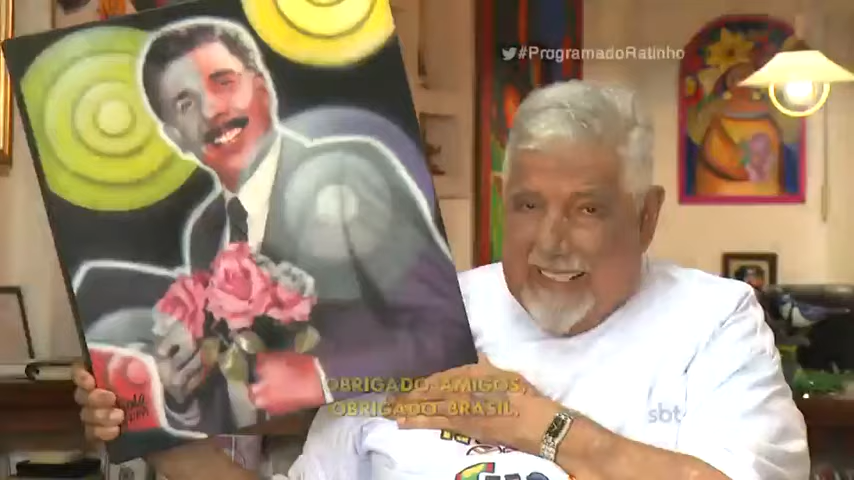 #ProgramadoRatinho
OBRIGADO AMIGOS,
OBRIGADO BRASIL.
sbt